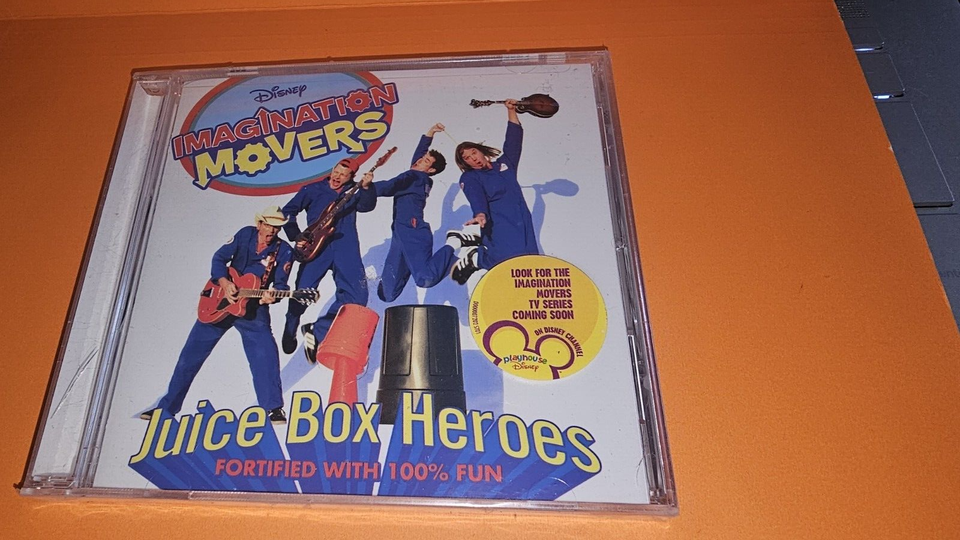 Disney
IMAGINATION
MOVERS
LOOK FOR THE
IMAGINATION
MOVERS
TV SERIES
COMING SOON
ON DISNEY CHANNEL
playhouse
Disney
Juice Box Heroes
FORTIFIED WITH 100% FUN